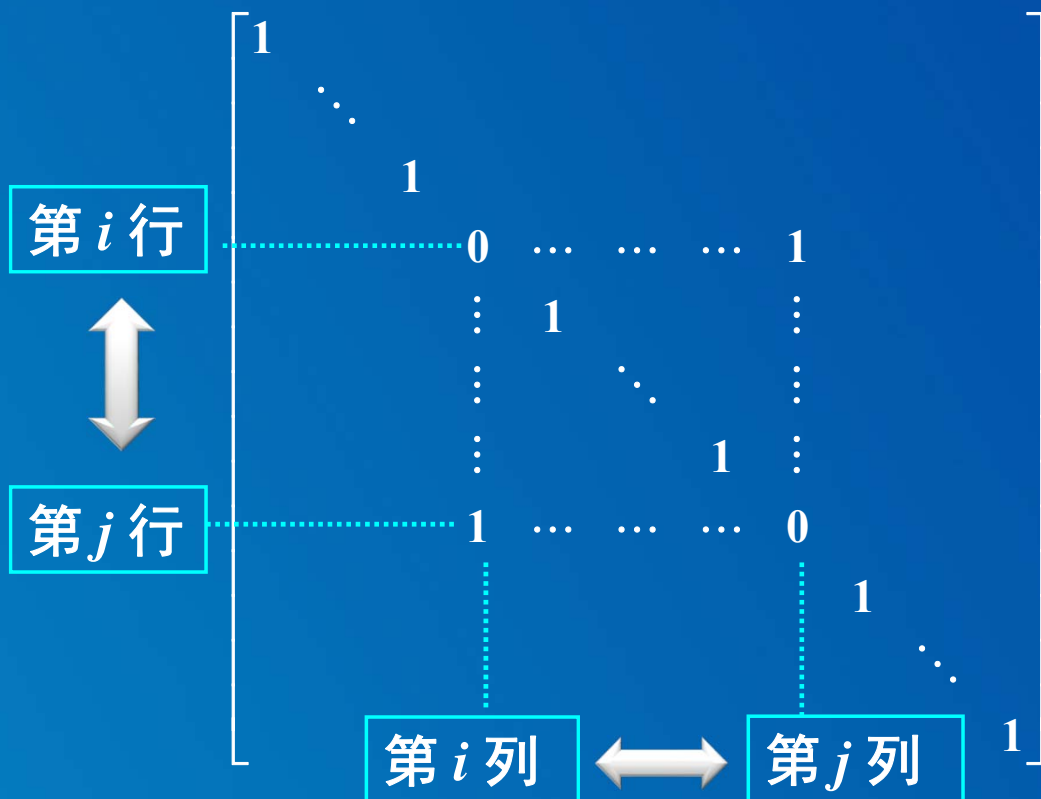 1
⋱
1
第 i 行 0 … … … 1
⋮ 1 ⋮
⋮ ⋱ ⋮
⋮ 1 ⋮
第 j 行 1 … … … 0
1
⋱
1
第 i 列 第 j 列